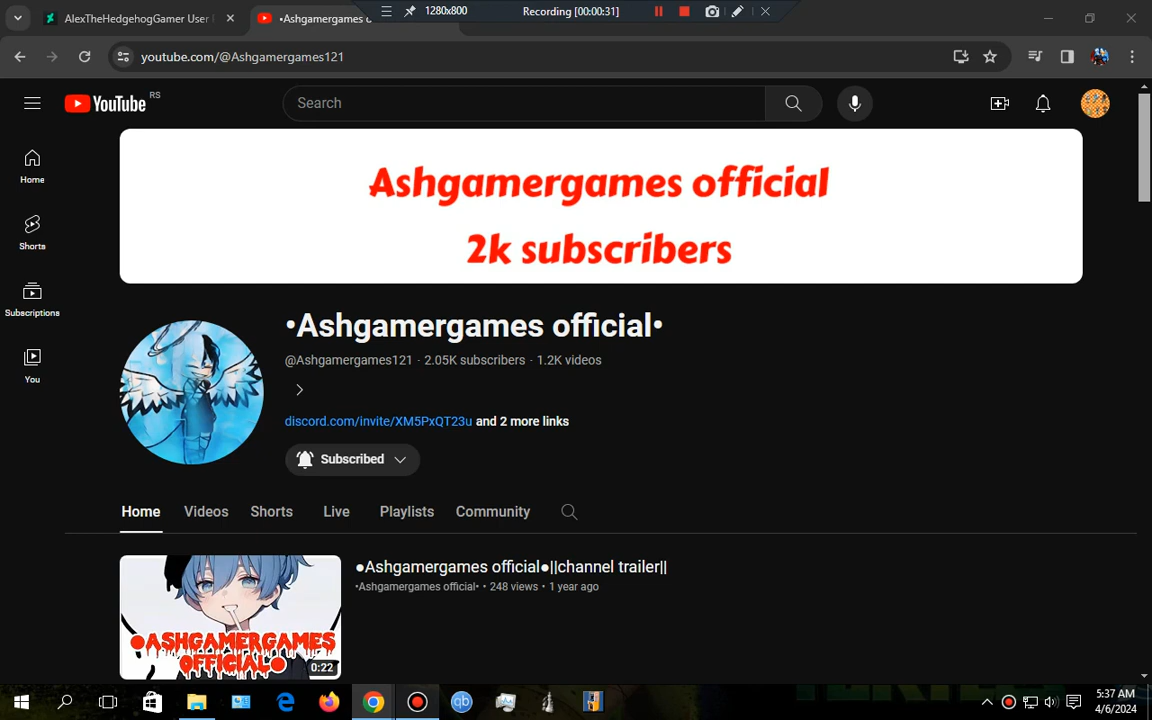 1280x800
Recording [00:00:31]
AlexTheHedgehogGamer User
•Ashgamergames o
youtube.com/@Ashgamergames121
YouTube RS
Search
Home
Shorts
Subscriptions
You
Ashgamergames official
2k subscribers
•Ashgamergames official•
@Ashgamergames121 · 2.05K subscribers · 1.2K videos
discord.com/invite/XM5PxQT23u and 2 more links
Subscribed
Home Videos Shorts Live Playlists Community
●ASHGAMERGAMES
OFFICIAL●
0:22
●Ashgamergames official●||channel trailer||
•Ashgamergames official• • 248 views • 1 year ago
5:37 AM
4/6/2024